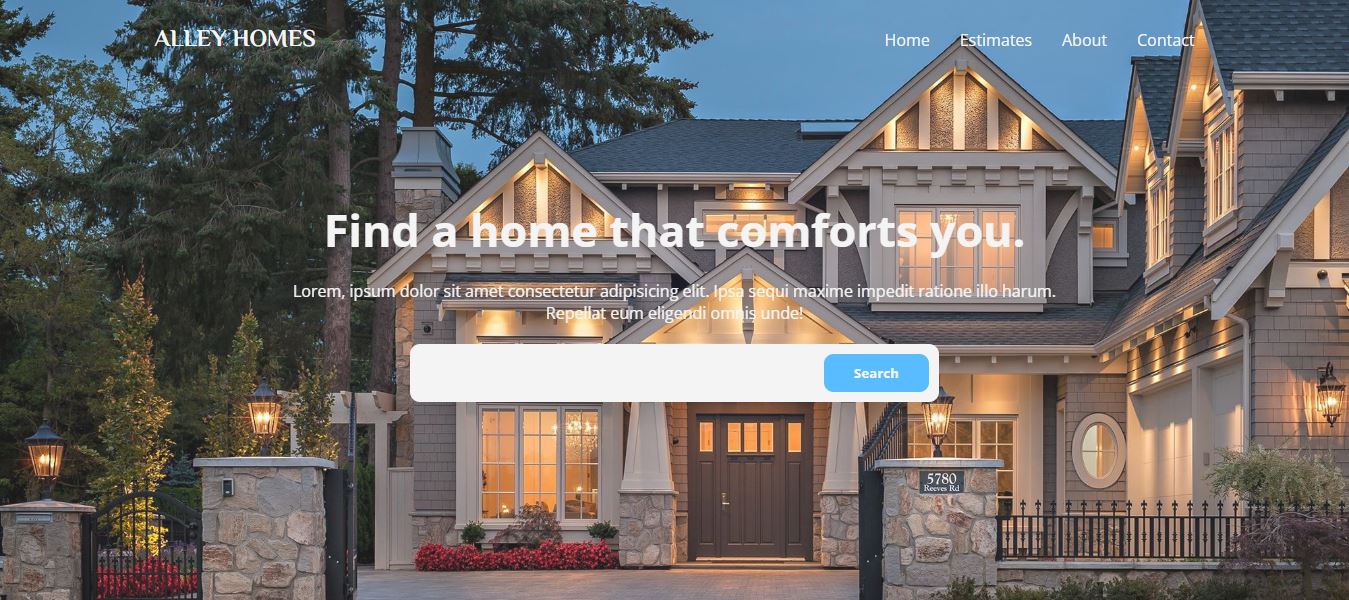 ALLEY HOMES
Home Estimates About Contact
Find a home that comforts you.
Lorem, ipsum dolor sit amet consectetur adipisicing elit. Ipsa sequi maxime impedit ratione illo harum.
Repellat eum eligendi omnis unde!
Search
5780
Reeves Rd